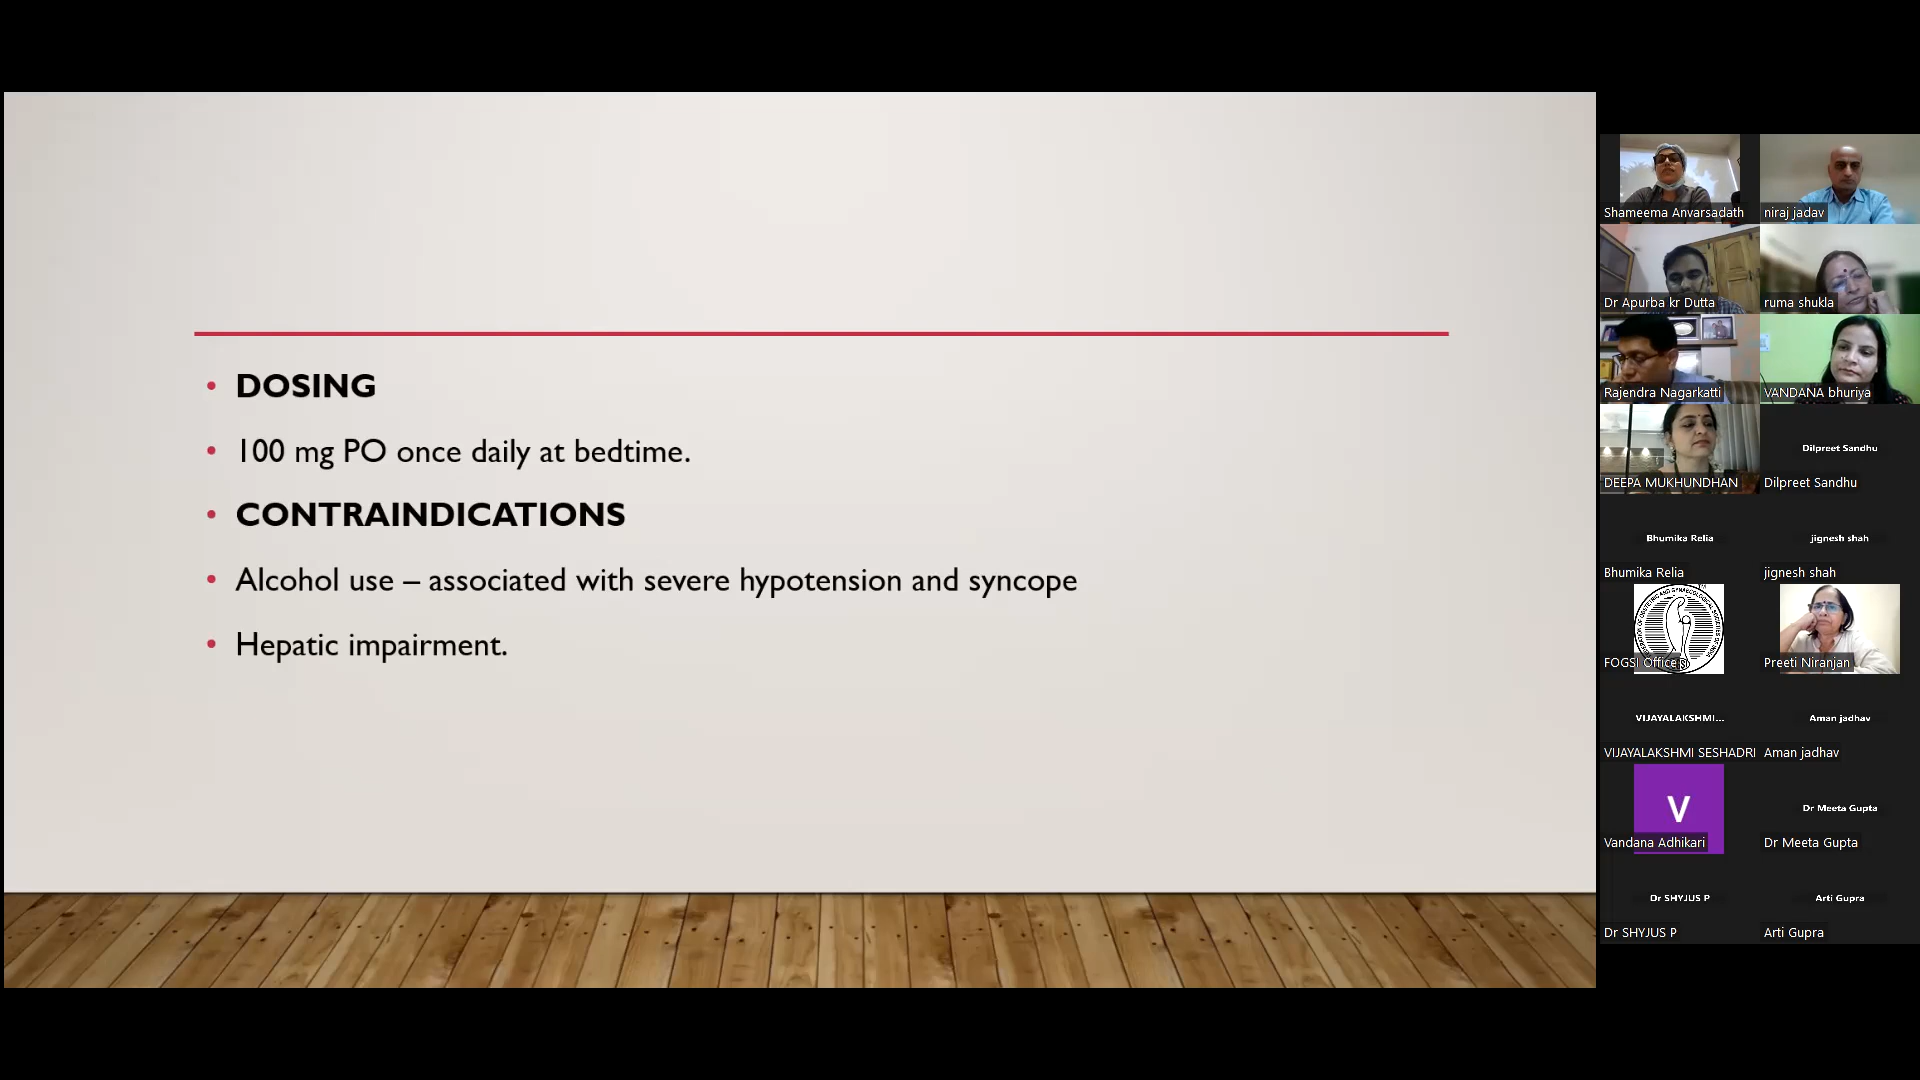 DOSING
100 mg PO once daily at bedtime.
CONTRAINDICATIONS
Alcohol use – associated with severe hypotension and syncope
Hepatic impairment.
Shameema Anvarsadath
niraj jadav
Dr Apurba kr Dutta
ruma shukla
Rajendra Nagarkatti
VANDANA bhuriya
DEEPA MUKHUNDHAN
Dilpreet Sandhu
Dilpreet Sandhu
Bhumika Relia
Bhumika Relia
jignesh shah
jignesh shah
FOGSI Office
Preeti Niranjan
VIJAYALAKSHMI...
VIJAYALAKSHMI SESHADRI
Aman jadhav
Aman jadhav
V
Vandana Adhikari
Dr Meeta Gupta
Dr Meeta Gupta
Dr SHYJUS P
Dr SHYJUS P
Arti Gupra
Arti Gupra